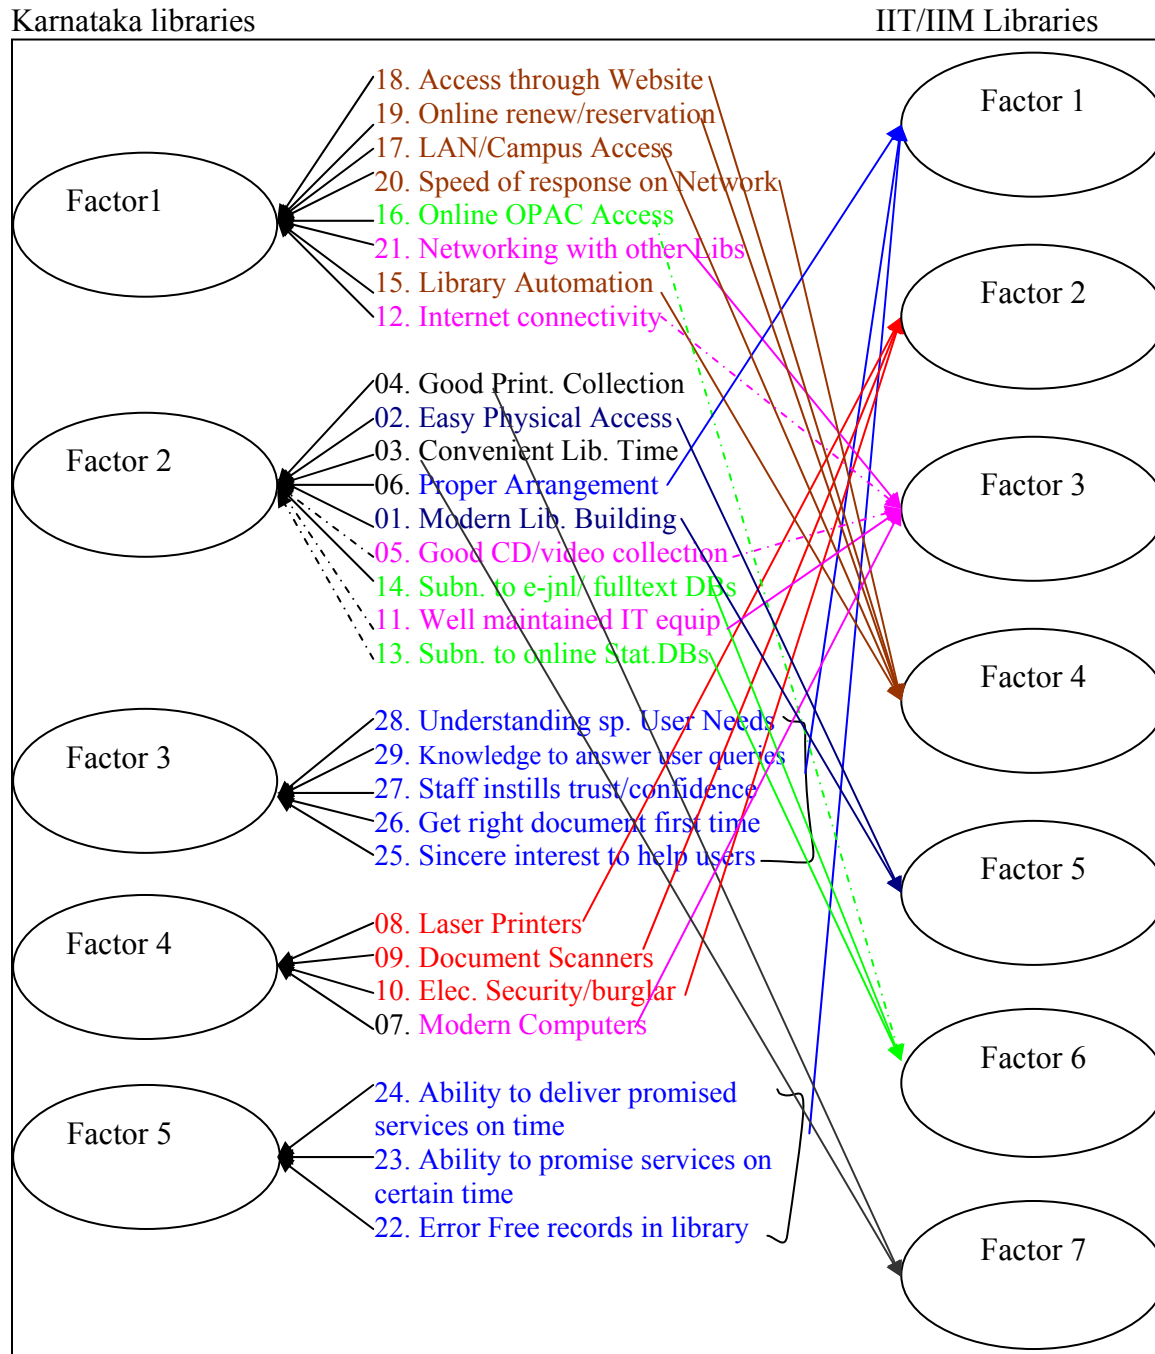 Karnataka libraries
IIT/IIM Libraries
18. Access through Website
19. Online renew/reservation
17. LAN/Campus Access
20. Speed of response on Network
16. Online OPAC Access
21. Networking with other Libs
15. Library Automation
12. Internet connectivity
04. Good Print. Collection
02. Easy Physical Access
03. Convenient Lib. Time
06. Proper Arrangement
01. Modern Lib. Building
05. Good CD/video collection
14. Subn. to e-jnl/ fulltext DBs
11. Well maintained IT equip
13. Subn. to online Stat.DBs
28. Understanding sp. User Needs
29. Knowledge to answer user queries
27. Staff instills trust/confidence
26. Get right document first time
25. Sincere interest to help users
08. Laser Printers
09. Document Scanners
10. Elec. Security/burglar
07. Modern Computers
24. Ability to deliver promised
services on time
23. Ability to promise services on
certain time
22. Error Free records in library
Factor1
Factor 2
Factor 3
Factor 4
Factor 5
Factor 1
Factor 2
Factor 3
Factor 4
Factor 5
Factor 6
Factor 7